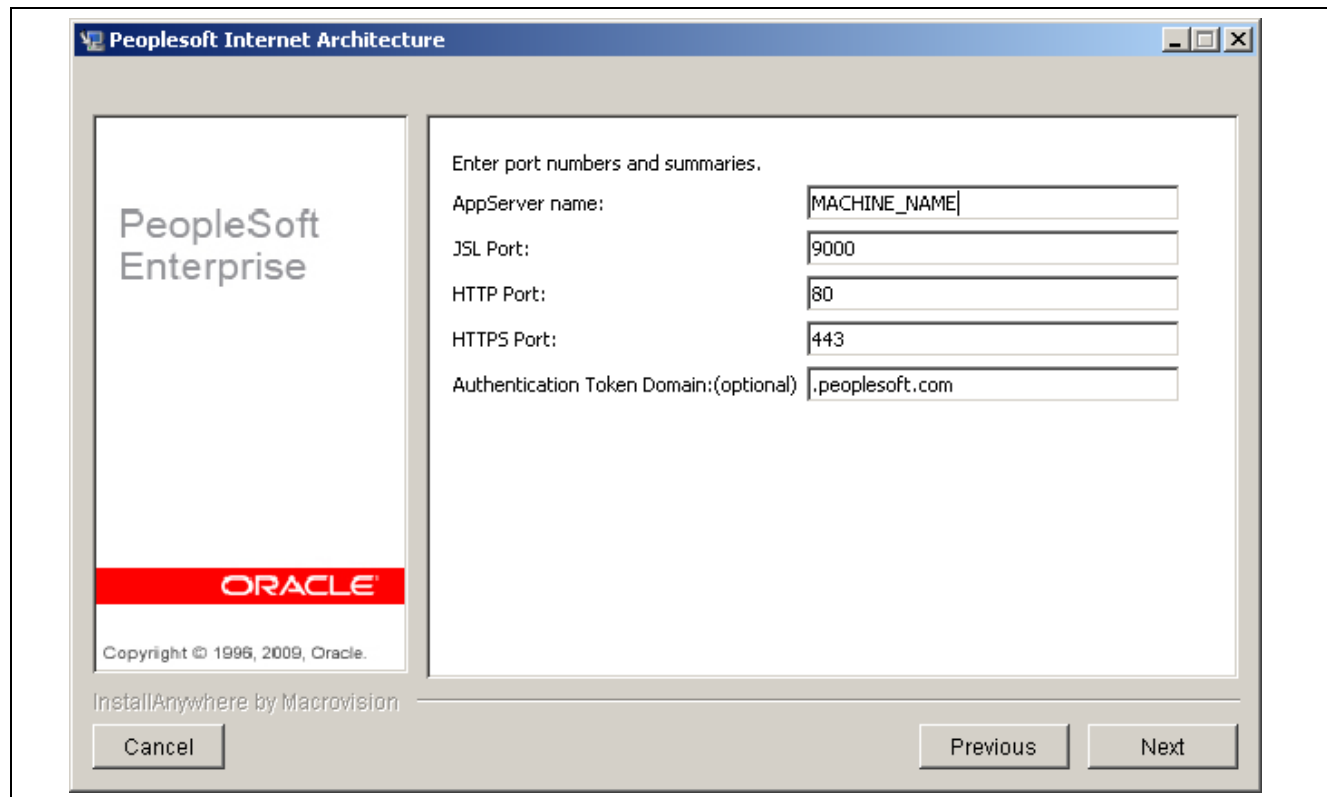 Peoplesoft Internet Architecture
PeopleSoft
Enterprise
ORACLE
Copyright © 1996, 2009, Oracle.
Enter port numbers and summaries.
AppServer name: MACHINE_NAME
JSL Port: 9000
HTTP Port: 80
HTTPS Port: 443
Authentication Token Domain:(optional) .peoplesoft.com
InstallAnywhere by Macrovision
Cancel Previous Next